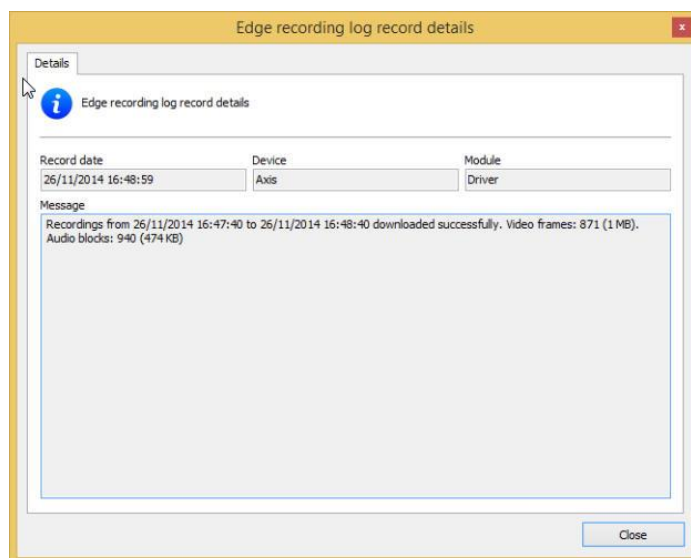 Edge recording log record details
x
Details
i
Edge recording log record details
Record date
Device
Module
26/11/2014 16:48:59
Axis
Driver
Message
Recordings from 26/11/2014 16:47:40 to 26/11/2014 16:48:40 downloaded successfully. Video frames: 871 (1 MB).
Audio blocks: 940 (474 KB)
Close